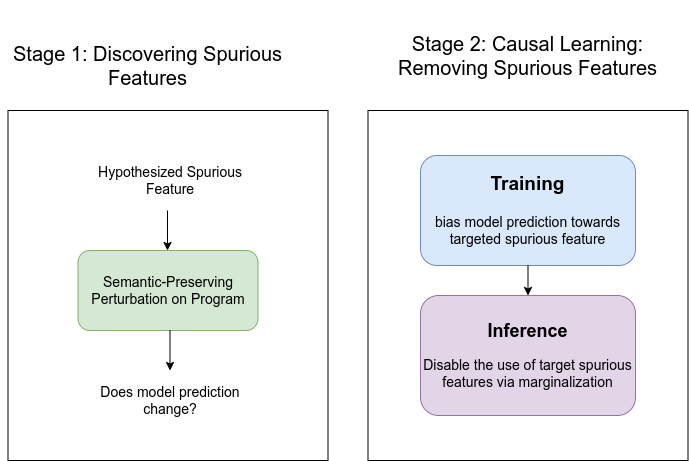 Stage 1: Discovering Spurious
Features
Hypothesized Spurious
Feature
Semantic-Preserving
Perturbation on Program
Does model prediction
change?
Stage 2: Causal Learning:
Removing Spurious Features
Training
bias model prediction towards
targeted spurious feature
Inference
Disable the use of target spurious
features via marginalization